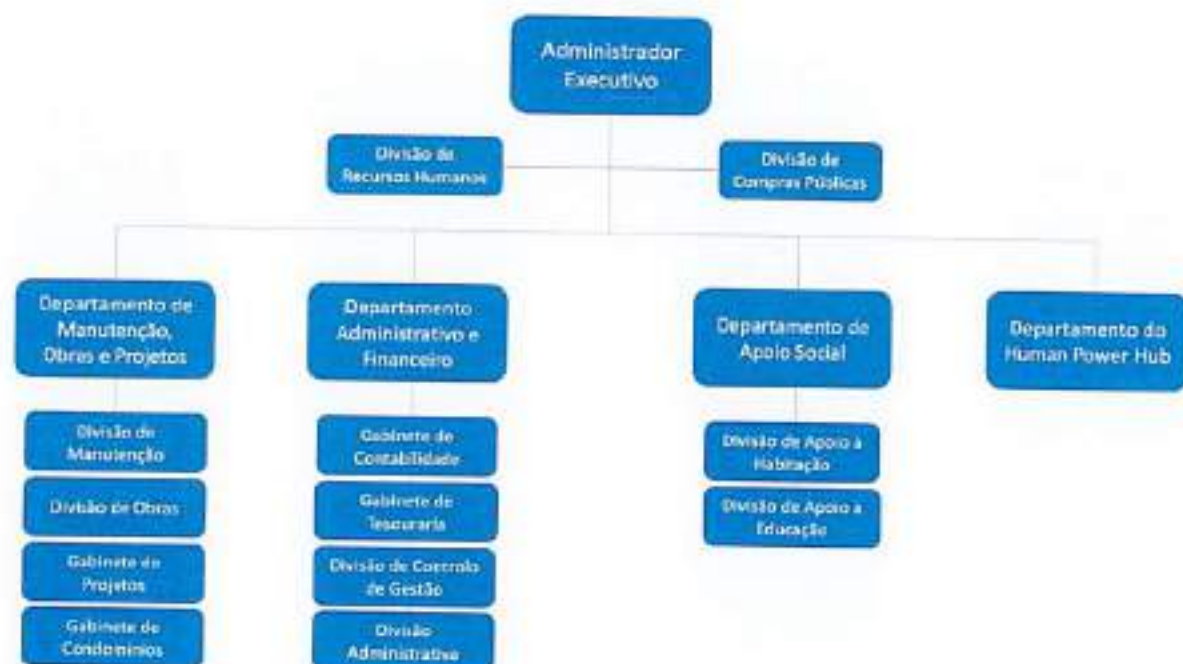 Administrador
Executivo
Divisão de
Recursos Humanos
Divisão de
Compras Públicas
Departamento de
Manutenção,
Obras e Projetos
Departamento
Administrativo e
Financeiro
Departamento de
Apoio Social
Departamento do
Human Power Hub
Divisão de
Manutenção
Divisão de Obras
Gabinete de
Projetos
Gabinete de
Condomínios
Gabinete de
Contabilidade
Gabinete de
Tesouraria
Divisão de Controlo
de Gestão
Divisão
Administrativa
Divisão de Apoio à
Habitação
Divisão de Apoio à
Educação